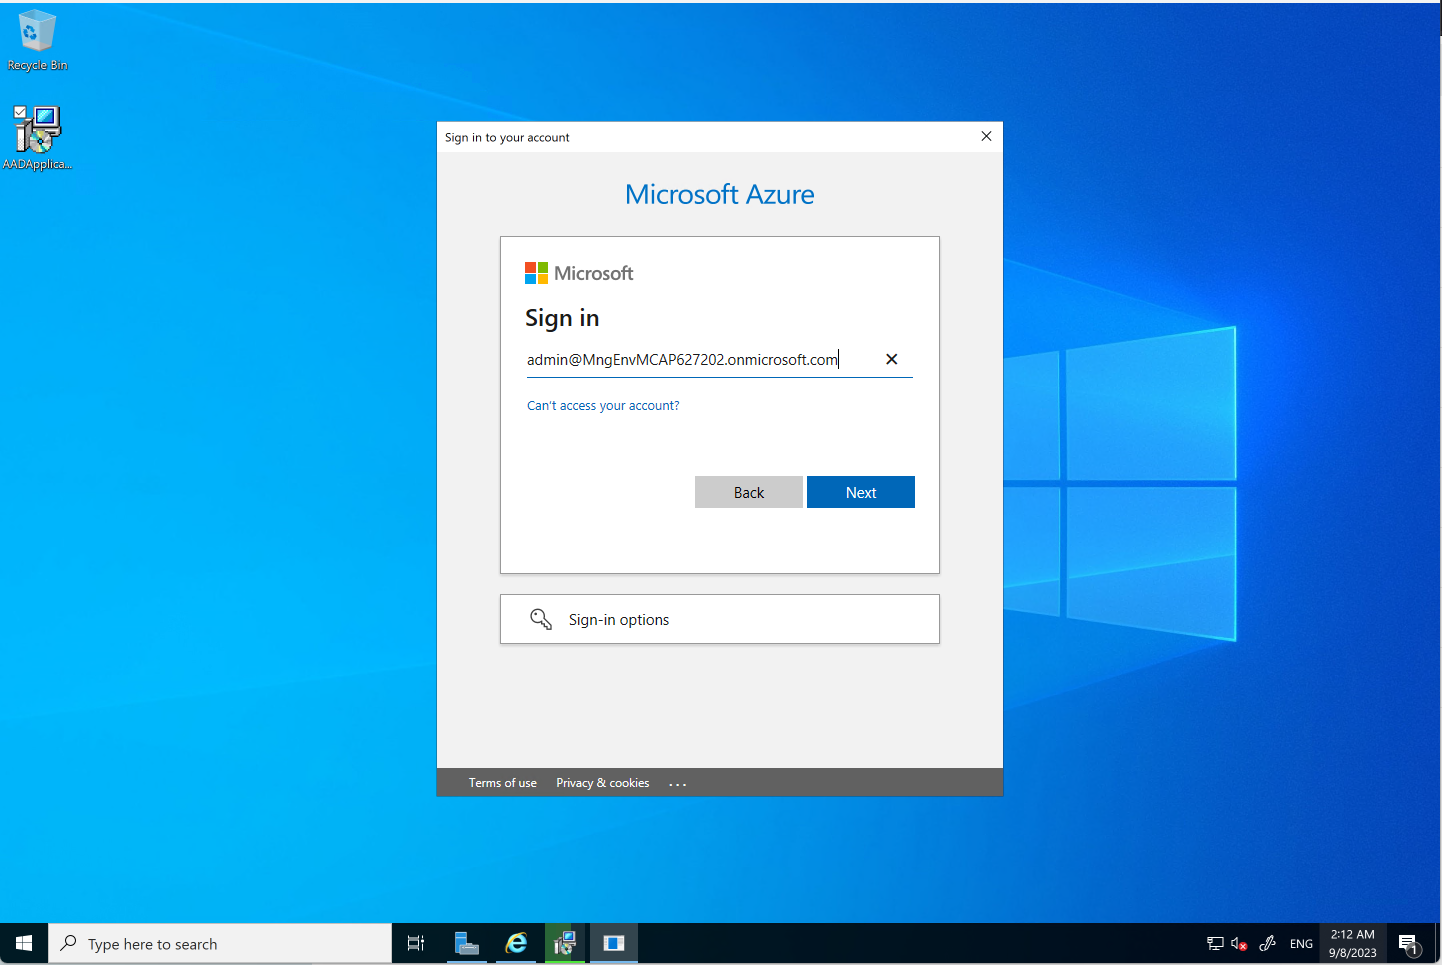 Recycle Bin
AADApplica...
Sign in to your account
Microsoft Azure
Microsoft
Sign in
admin@MngEnvMCAP627202.onmicrosoft.com
Can't access your account?
Back
Next
Sign-in options
Terms of use
Privacy & cookies
...
Type here to search
ENG
2:12 AM
9/8/2023
1